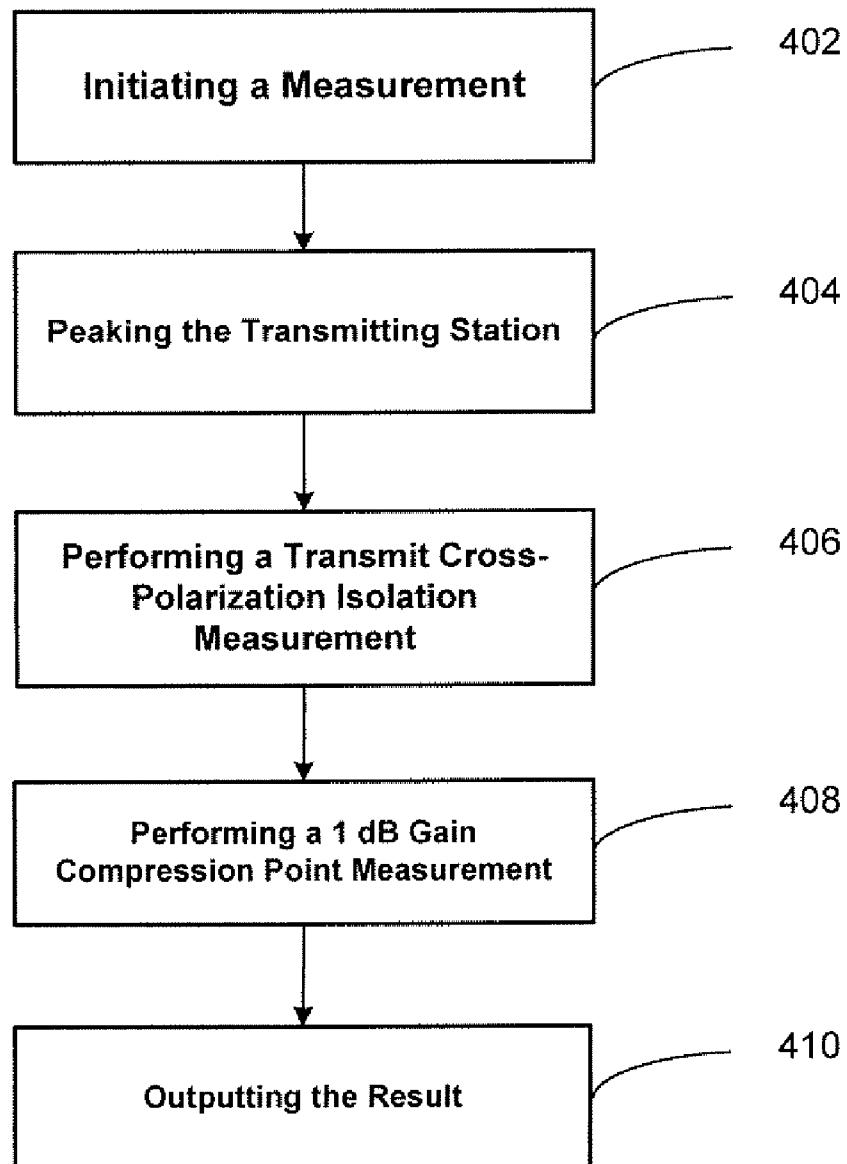 Initiating a Measurement
402
Peaking the Transmitting Station
404
Performing a Transmit Cross-
Polarization Isolation
Measurement
406
Performing a 1 dB Gain
Compression Point Measurement
408
Outputting the Result
410